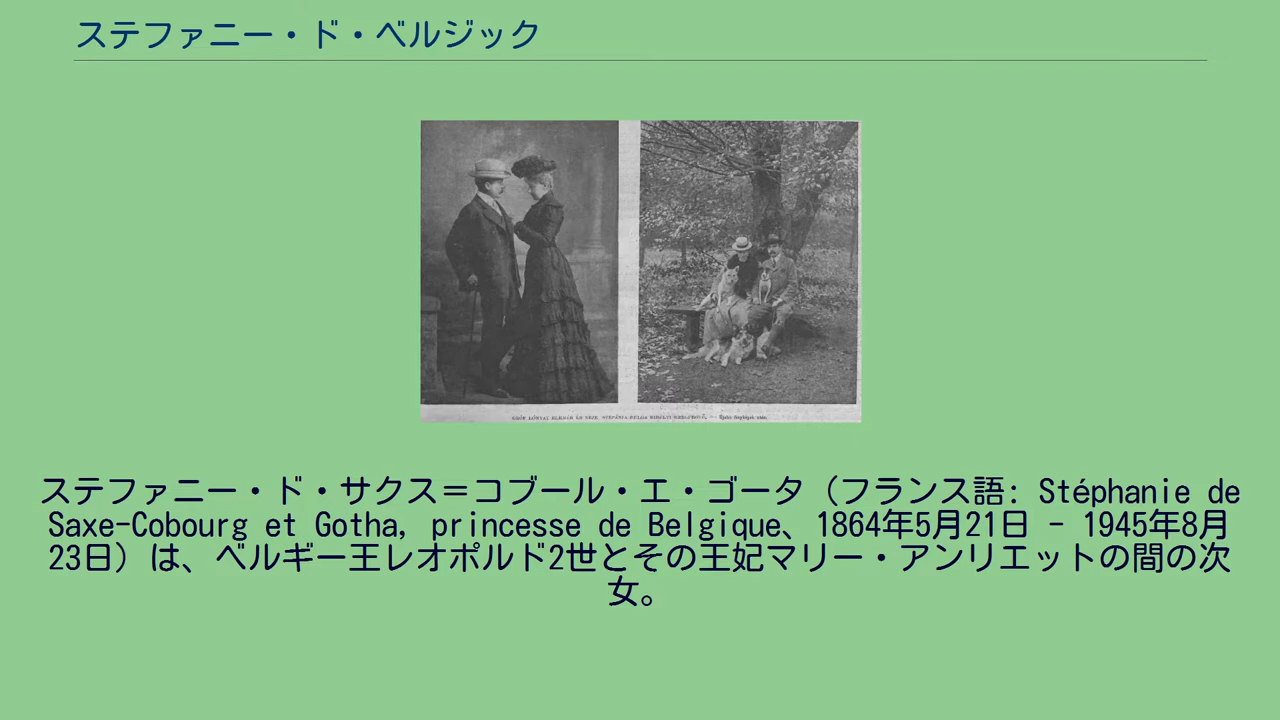 ステファニー・ド・ベルジック
ステファニー・ド・サクス＝コブール・エ・ゴータ（フランス語: Stéphanie de
Saxe-Cobourg et Gotha, princesse de Belgique、1864年5月21日 - 1945年8月
23日）は、ベルギー王レオポルド2世とその王妃マリー・アンリエットの間の次
女。